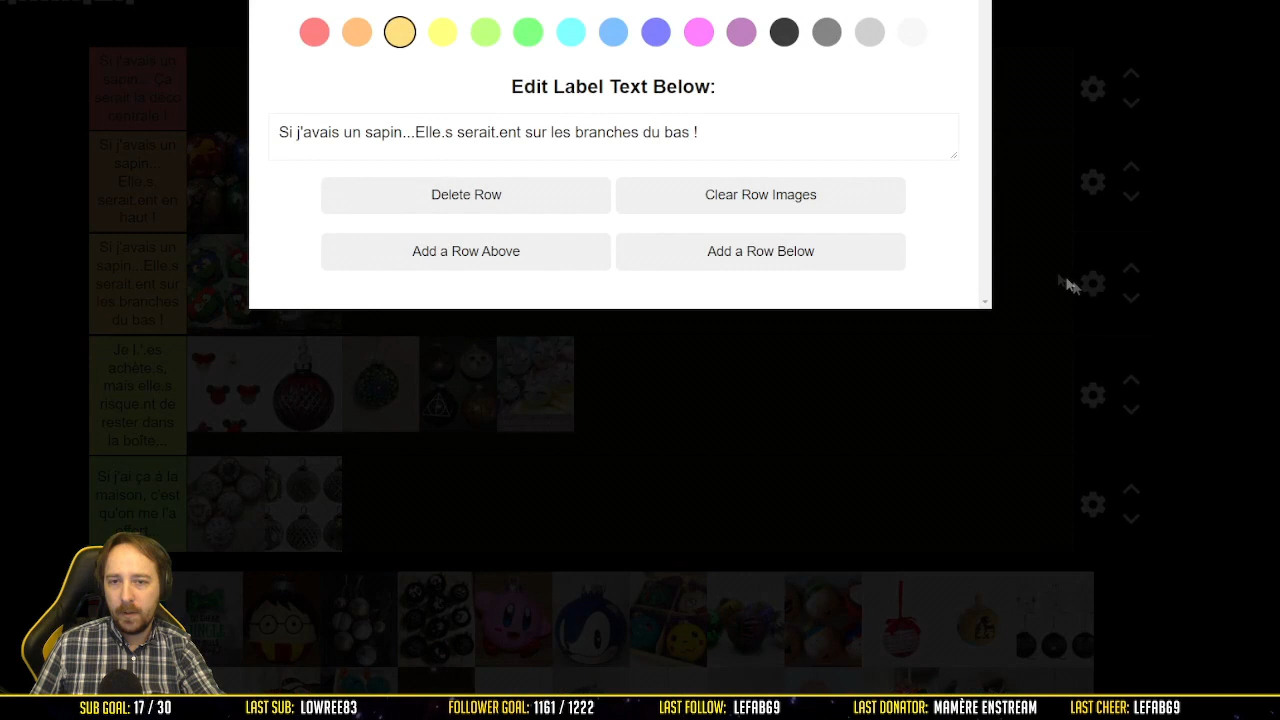 Edit Label Text Below:
Si j'avais un sapin...Elle.s serait.ent sur les branches du bas !
Delete Row
Clear Row Images
Add a Row Above
Add a Row Below
Si j'avais un
sapin... Ça
serait la déco
centrale !
Si j'avais un
sapin...
Elle.s
serait.ent en
haut !
Si j'avais un
sapin...Elle.s
serait.ent sur
les branches
du bas !
Je l.'.es
achète.s,
mais elle.s
risque.nt de
rester dans
la boîte...
Si j'ai ça à la
maison, c'est
qu'on me l'a
offert
SUB GOAL: 17 / 30
LAST SUB: LOWREE83
FOLLOWER GOAL: 1161 / 1222
LAST FOLLOW: LEFAB69
LAST DONATOR: MAMÈRE ENSTREAM
LAST CHEER: LEFAB69